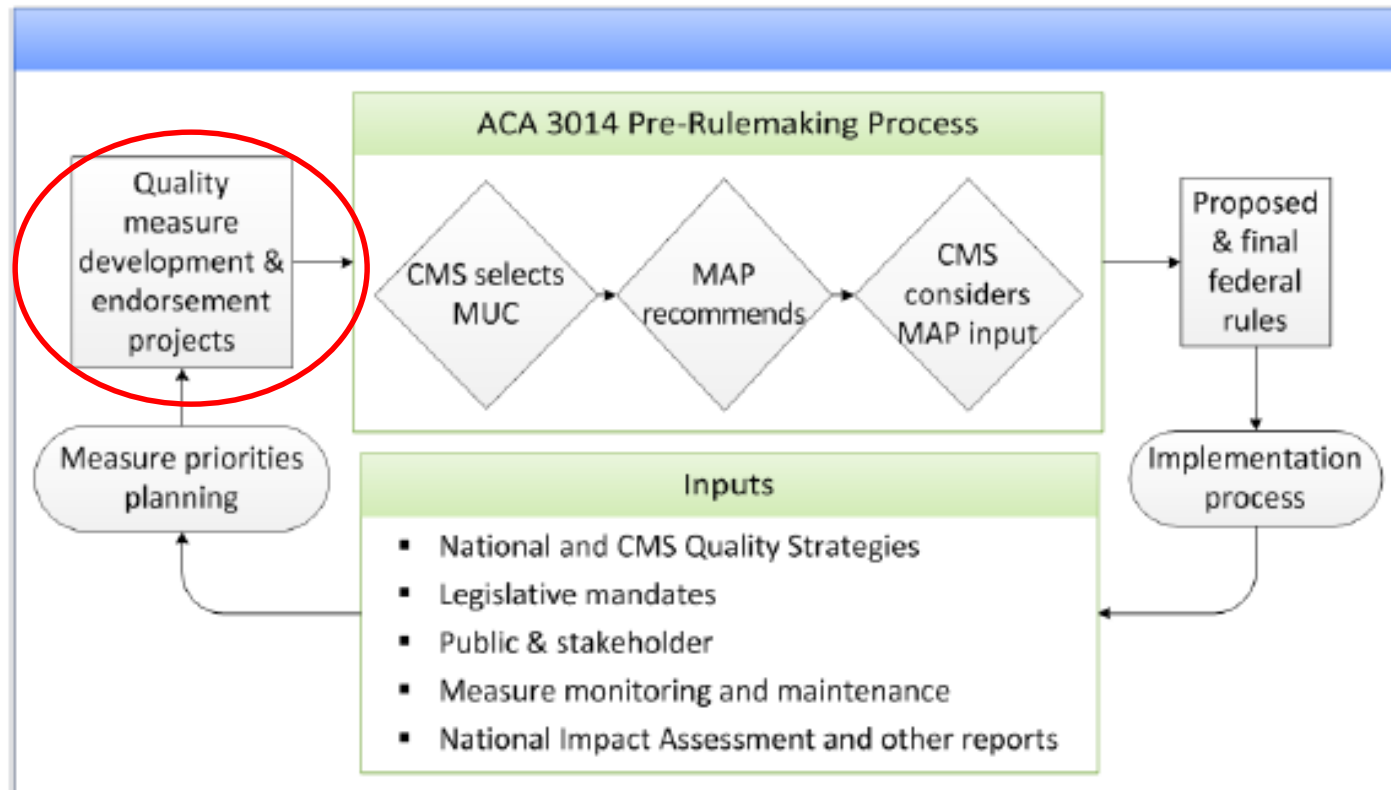 ACA 3014 Pre-Rulemaking Process
Quality
measure
development &
endorsement
projects
CMS selects
MUC
MAP
recommends
CMS
considers
MAP input
Proposed
& final
federal
rules
Measure priorities
planning
Implementation
process
Inputs
▪ National and CMS Quality Strategies
▪ Legislative mandates
▪ Public & stakeholder
▪ Measure monitoring and maintenance
▪ National Impact Assessment and other reports